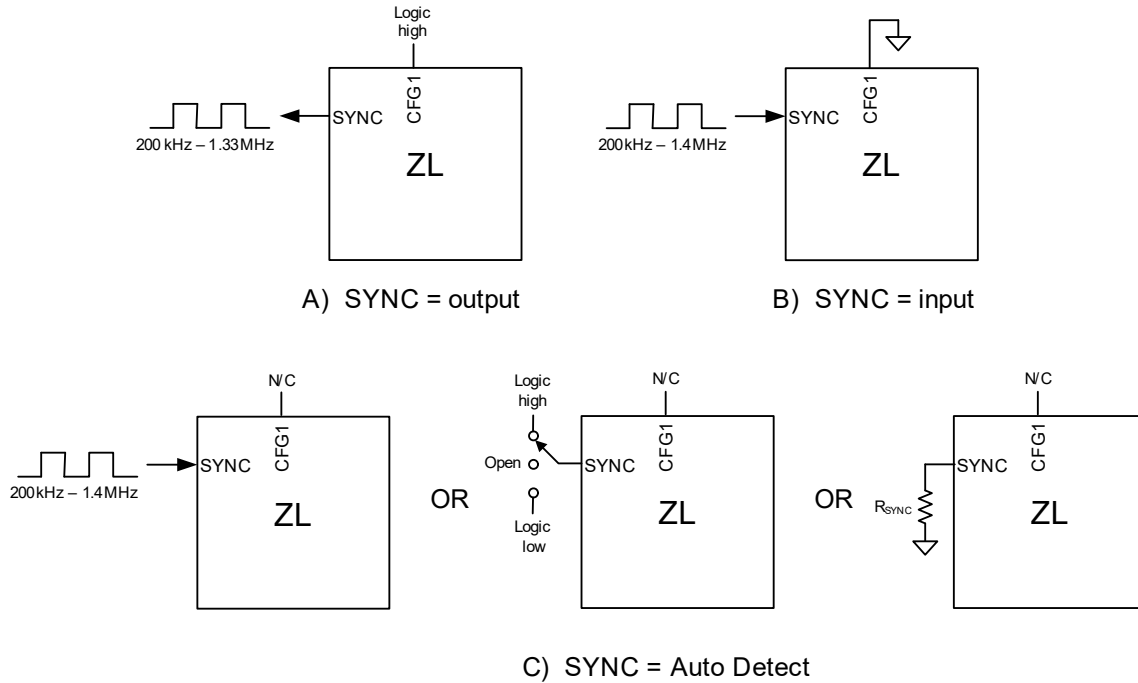 Logic
high
CFG1
SYNC
200 kHz – 1.33MHz
ZL
A) SYNC = output
CFG1
SYNC
200kHz – 1.4MHz
ZL
B) SYNC = input
N/C
CFG1
SYNC
200kHz – 1.4MHz
ZL
OR
Logic
high
Open
Logic
low
N/C
CFG1
SYNC
ZL
OR
N/C
CFG1
SYNC
RSYNC
ZL
C) SYNC = Auto Detect